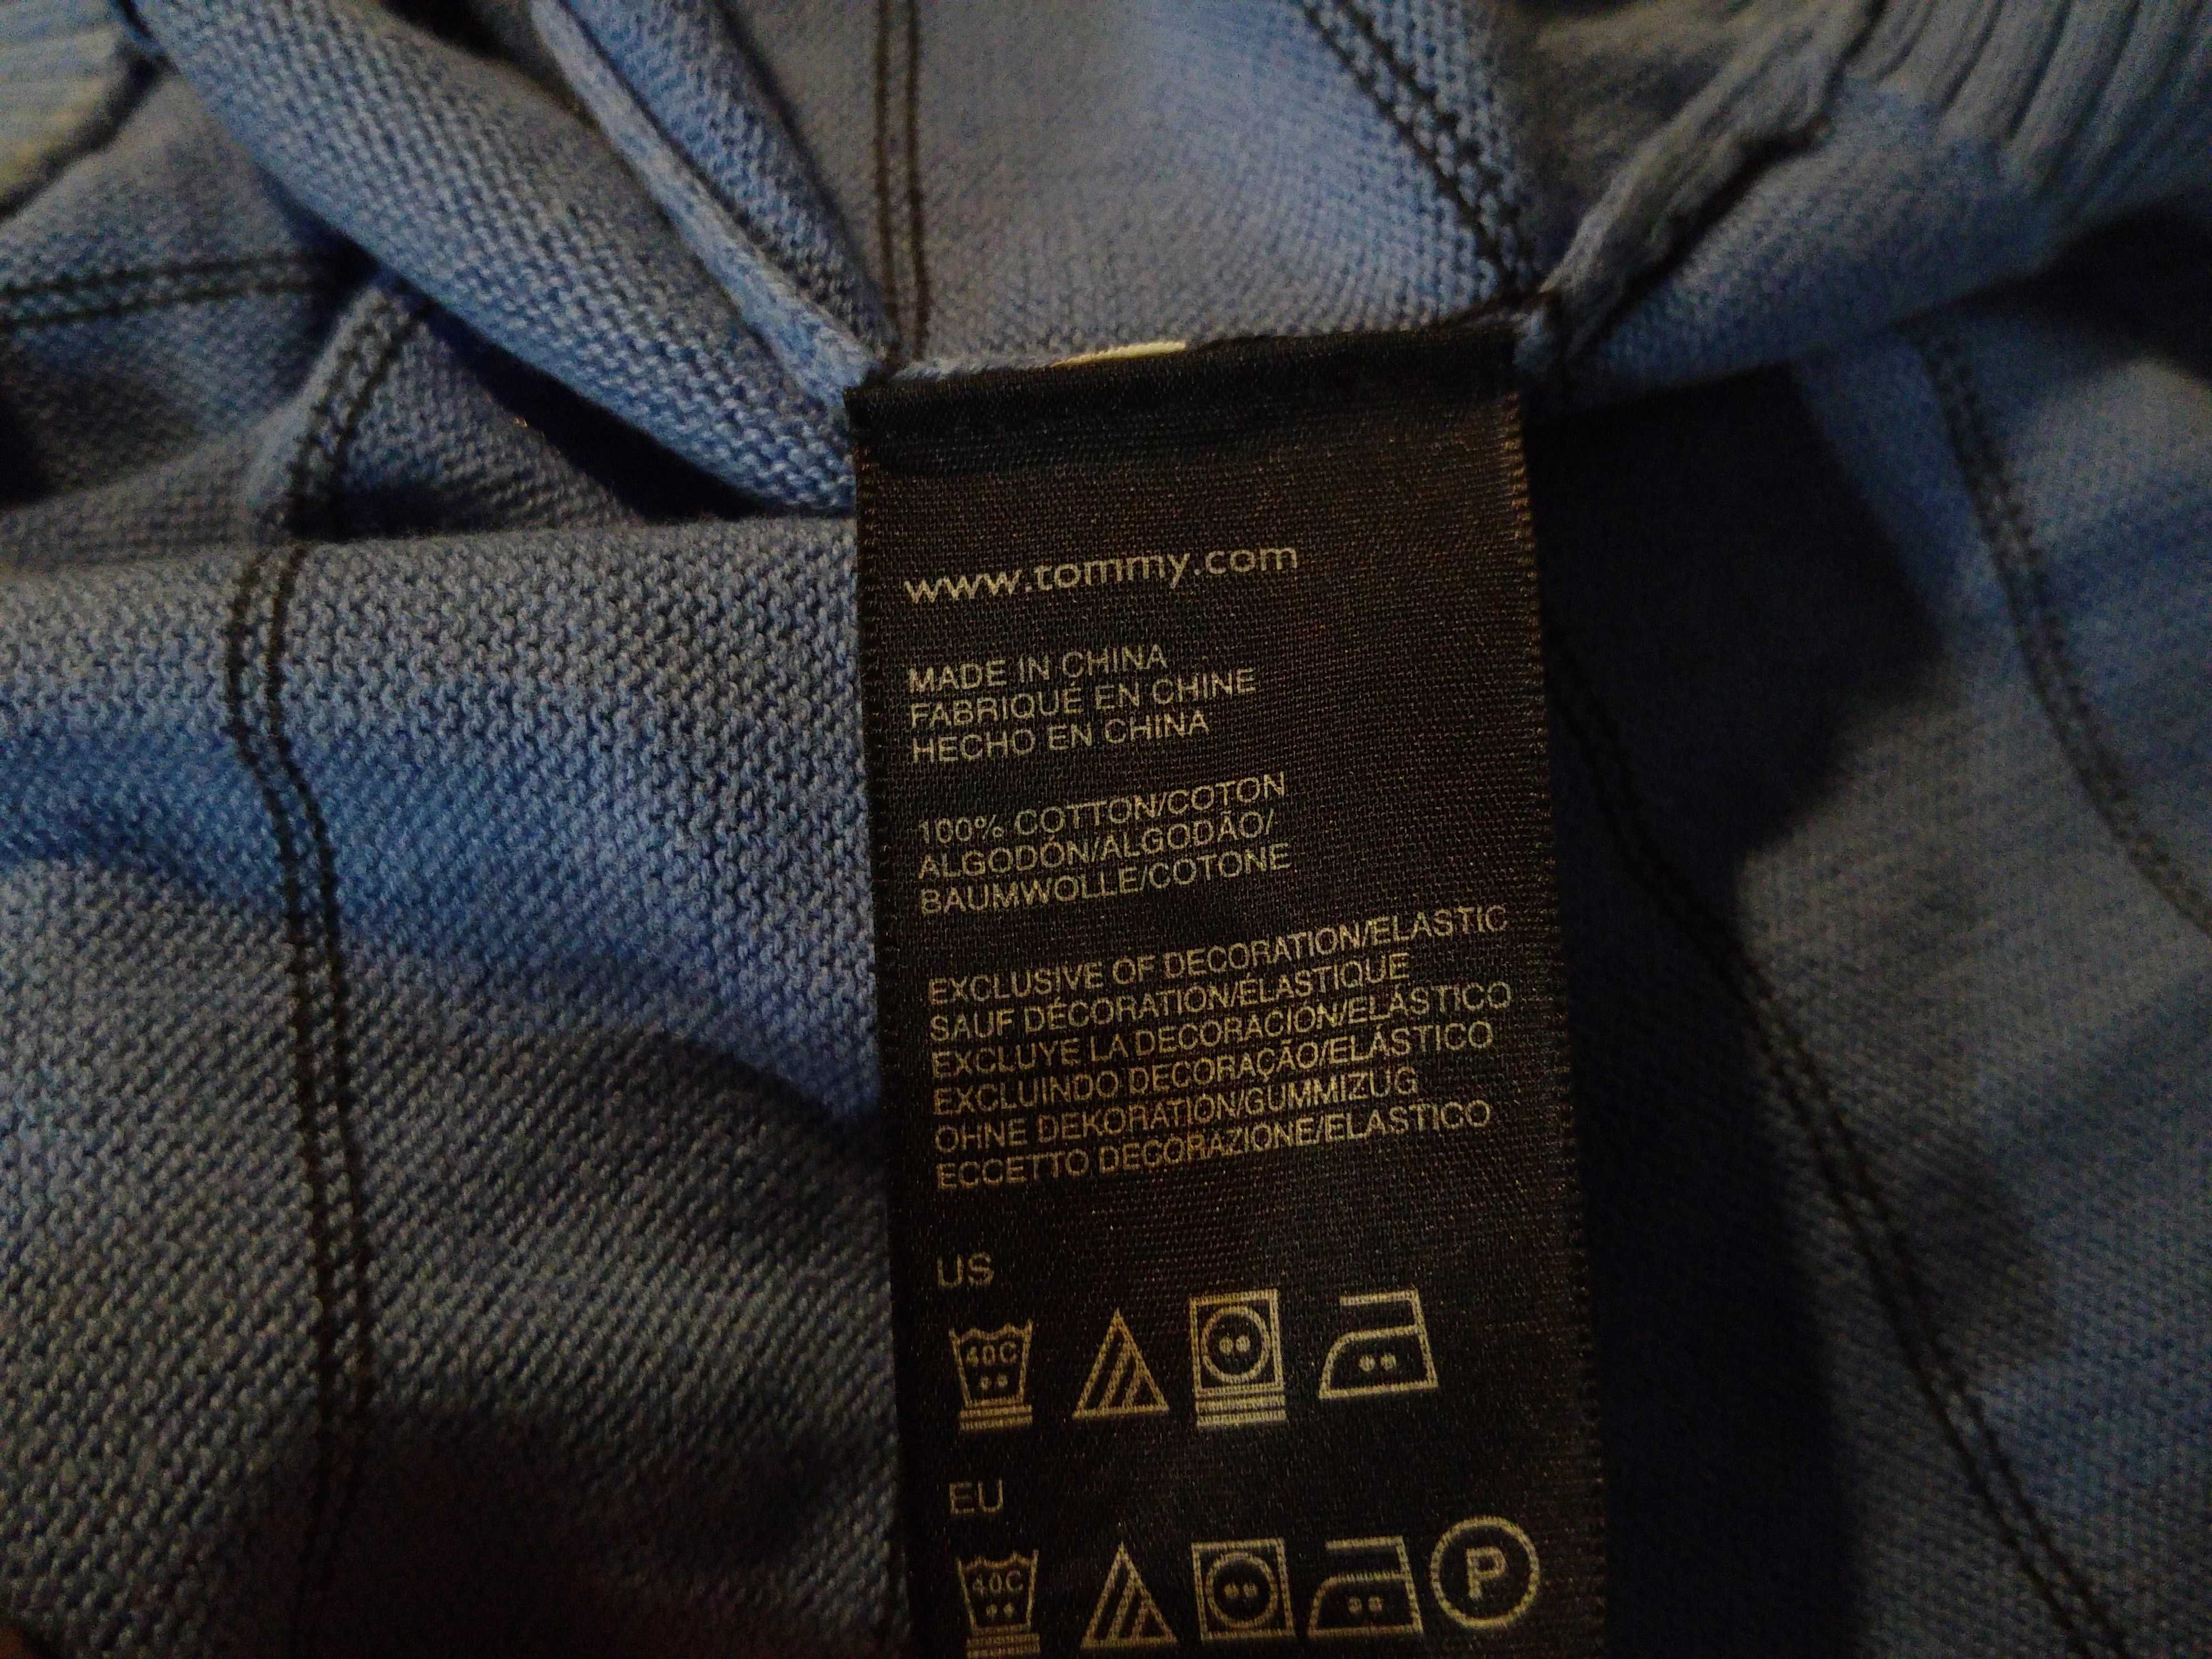 www.tommy.com
MADE IN CHINA
FABRIQUÉ EN CHINE
HECHO EN CHINA
100% COTTON/COTON
ALGODÓN/ALGODÃO/
BAUMWOLLE/COTONE
EXCLUSIVE OF DECORATION/ELASTIC
SAUF DÉCORATION/ÉLASTIQUE
EXCLUYE LA DECORACIÓN/ELÁSTICO
EXCLUINDO DECORAÇÃO/ELÁSTICO
OHNE DEKORATION/GUMMIZUG
ECCETTO DECORAZIONE/ELASTICO
US
40C
EU
40C
P